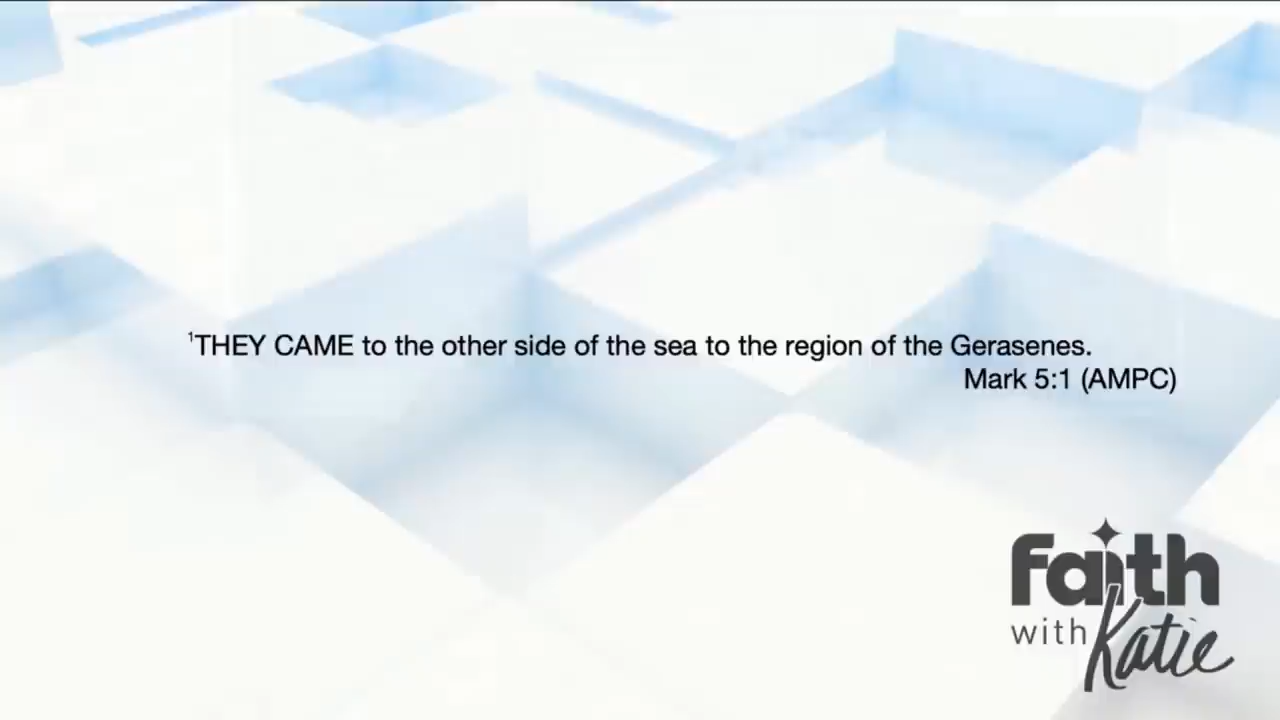 ¹THEY CAME to the other side of the sea to the region of the Gerasenes.
Mark 5:1 (AMPC)
faith
with Katie